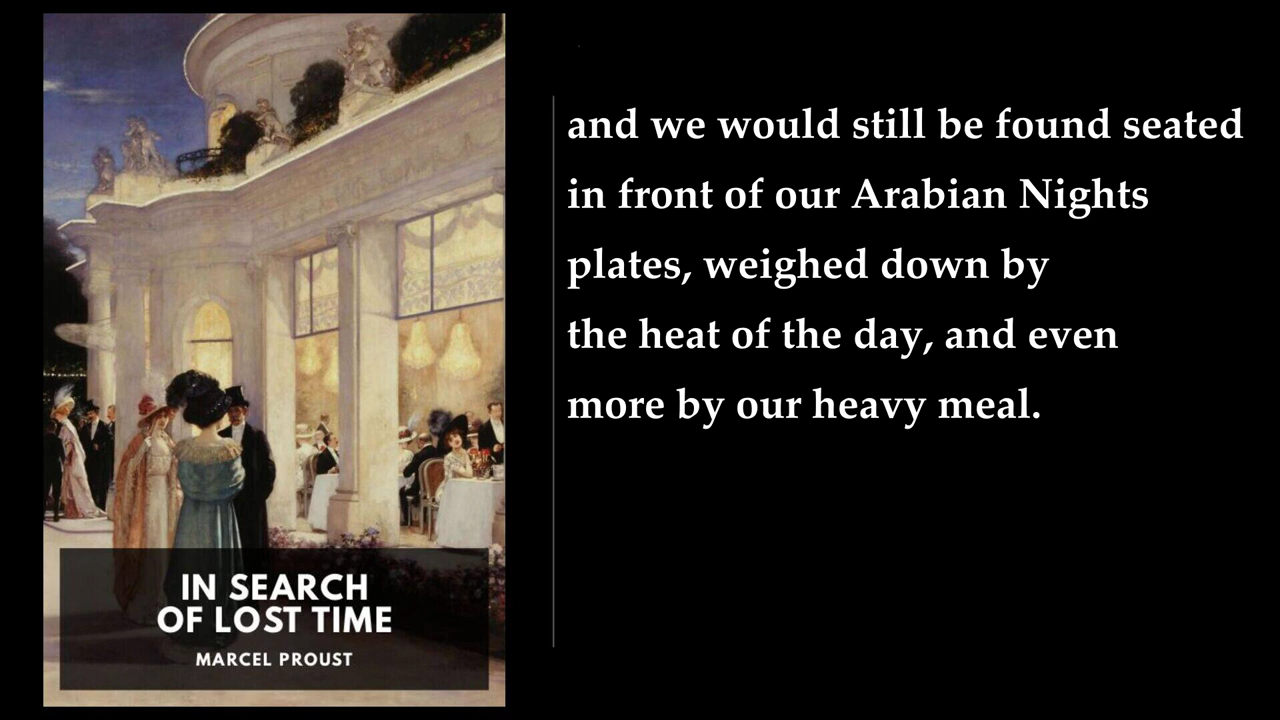 and we would still be found seated
in front of our Arabian Nights
plates, weighed down by
the heat of the day, and even
more by our heavy meal.
IN SEARCH
OF LOST TIME
MARCEL PROUST